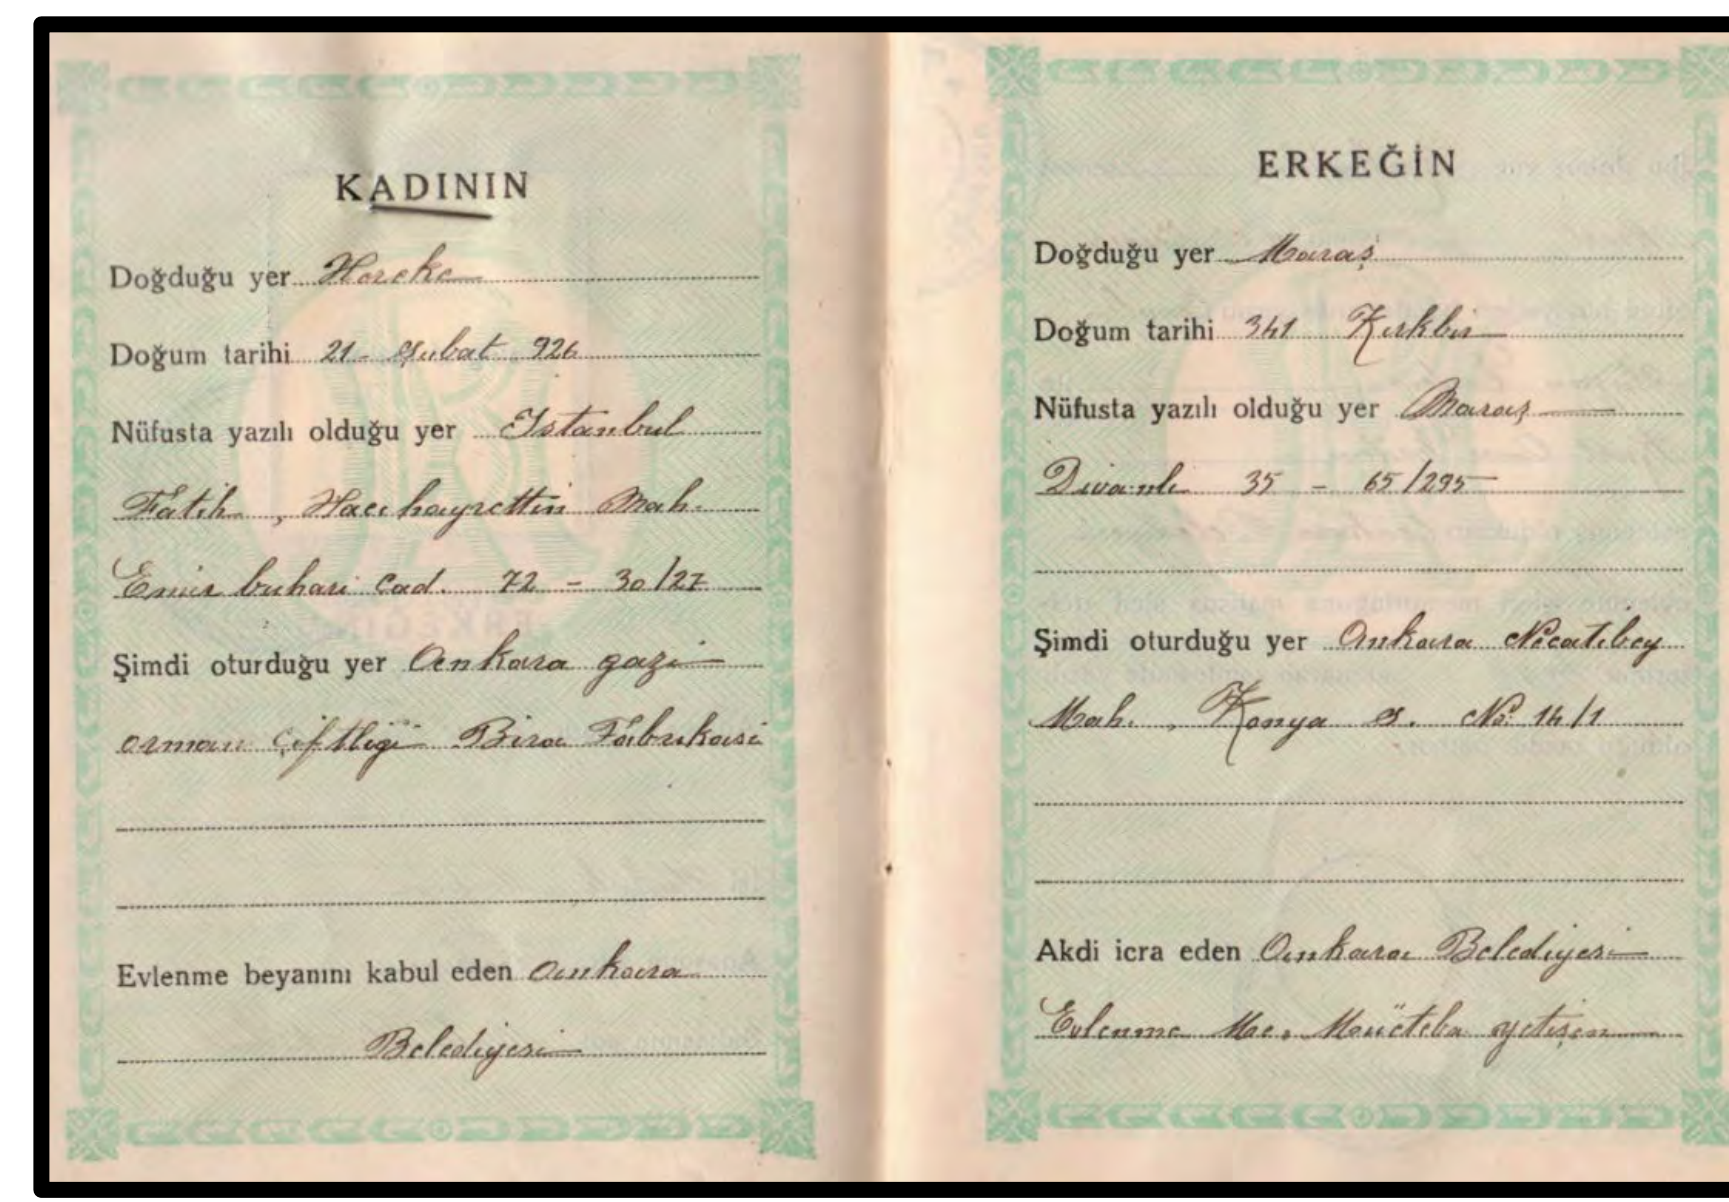 KADININ
Doğduğu yer Hereke
Doğum tarihi 21 - Şubat 926
Nüfusta yazılı olduğu yer İstanbul
Fatih, Hacıhayrettin Mah.
Emir buhari Cad. 72 - 30/27
Şimdi oturduğu yer Ankara gazi
orman çiftliği Bira Fabrikası
Evlenme beyanını kabul eden Ankara
Belediyesi
ERKEĞİN
Doğduğu yer Maraş
Doğum tarihi 341 Kırkbir
Nüfusta yazılı olduğu yer Maraş
Divanlı 35 - 65/295
Şimdi oturduğu yer Ankara Necatibey
Mah., Konya S. No: 14/1
Akdi icra eden Ankara Belediyesi
Evlenme Me. Müçteba yetişen